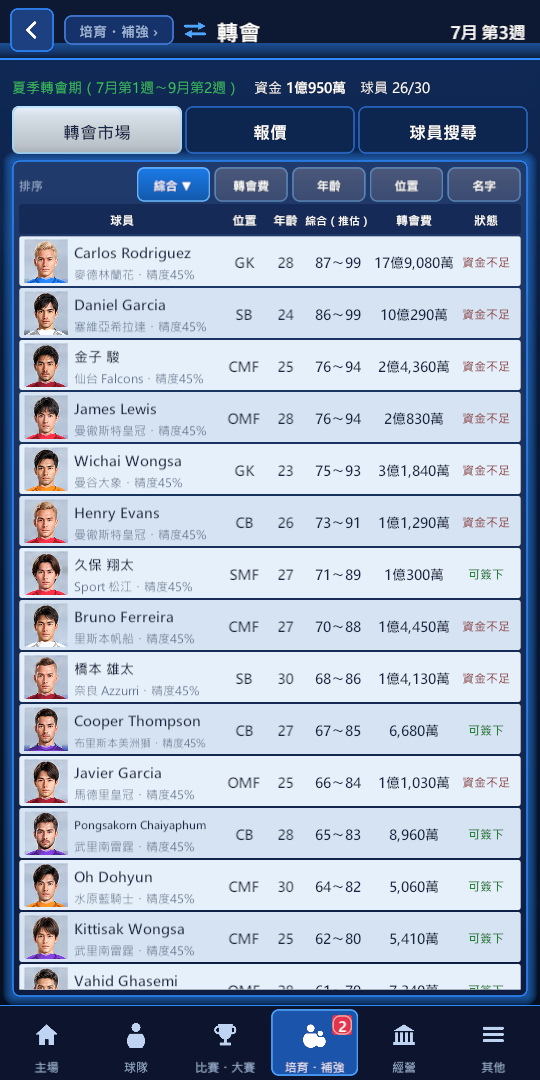 培育・補強 ›
轉會
7月 第3週
夏季轉會期（7月第1週～9月第2週） 資金 1億950萬 球員 26/30
轉會市場 報價 球員搜尋
排序 綜合▼ 轉會費 年齡 位置 名字
球員 位置 年齡 綜合（推估） 轉會費 狀態
Carlos Rodriguez
麥德林蘭花・精度45%
GK 28 87～99 17億9,080萬 資金不足
Daniel Garcia
塞維亞希拉達・精度45%
SB 24 86～99 10億290萬 資金不足
金子 駿
仙台 Falcons・精度45%
CMF 25 76～94 2億4,360萬 資金不足
James Lewis
曼徹斯特皇冠・精度45%
OMF 28 76～94 2億830萬 資金不足
Wichai Wongsa
曼谷大象・精度45%
GK 23 75～93 3億1,840萬 資金不足
Henry Evans
曼徹斯特皇冠・精度45%
CB 26 73～91 1億1,290萬 資金不足
久保 翔太
Sport 松江・精度45%
SMF 27 71～89 1億300萬 可簽下
Bruno Ferreira
里斯本帆船・精度45%
CMF 27 70～88 1億4,450萬 資金不足
橋本 雄太
奈良 Azzurri・精度45%
SB 30 68～86 1億4,130萬 資金不足
Cooper Thompson
布里斯本美洲獅・精度45%
CB 27 67～85 6,680萬 可簽下
Javier Garcia
馬德里皇冠・精度45%
OMF 25 66～84 1億1,030萬 資金不足
Pongsakorn Chaiyaphum
武里南雷霆・精度45%
CB 28 65～83 8,960萬 可簽下
Oh Dohyun
水原藍騎士・精度45%
CMF 30 64～82 5,060萬 可簽下
Kittisak Wongsa
武里南雷霆・精度45%
CMF 25 62～80 5,410萬 可簽下
Vahid Ghasemi
OMF 28 61～79 7,240萬 可簽下
2
主場 球隊 比賽・大賽 培育・補強 經營 其他